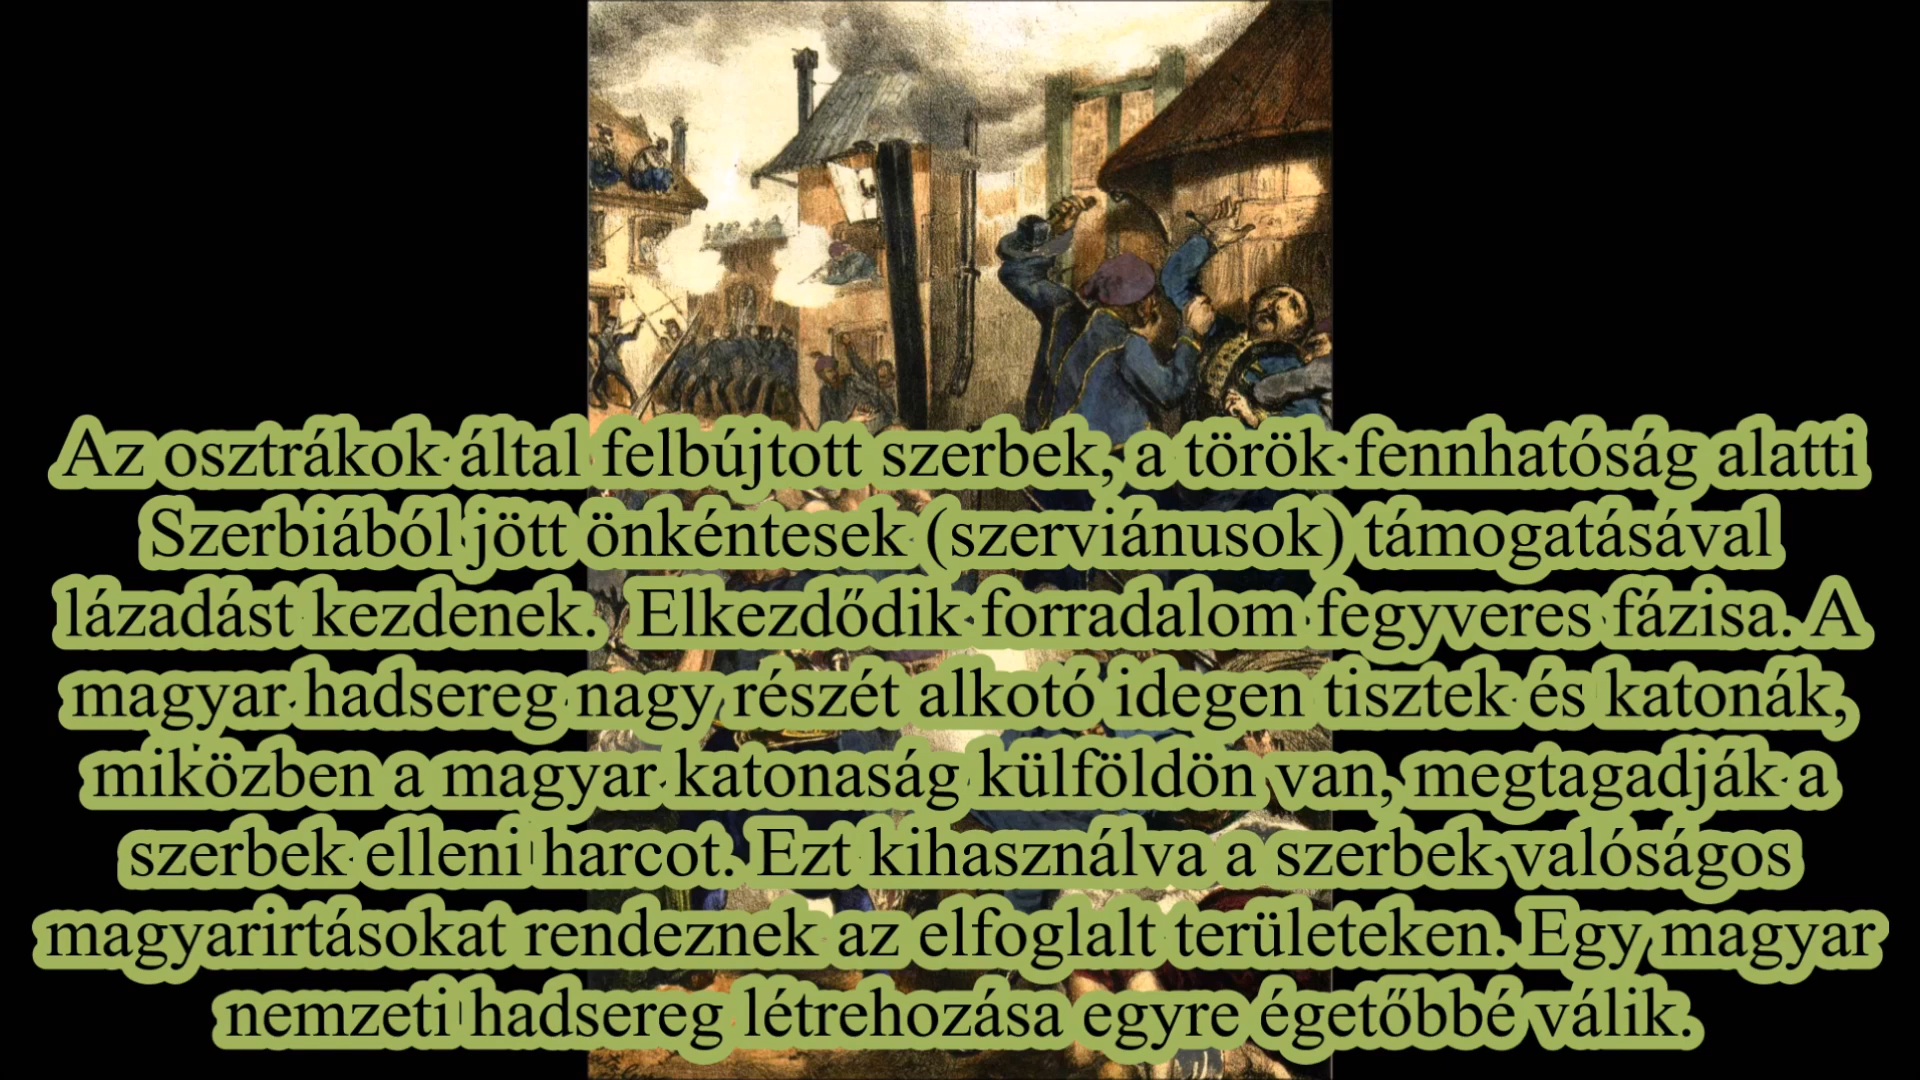 Az osztrákok által felbújtott szerbek, a török fennhatóság alatti
Szerbiából jött önkéntesek (szerviánusok) támogatásával
lázadást kezdenek. Elkezdődik forradalom fegyveres fázisa. A
magyar hadsereg nagy részét alkotó idegen tisztek és katonák,
miközben a magyar katonaság külföldön van, megtagadják a
szerbek elleni harcot. Ezt kihasználva a szerbek valóságos
magyarirtásokat rendeznek az elfoglalt területeken. Egy magyar
nemzeti hadsereg létrehozása egyre égetőbbé válik.